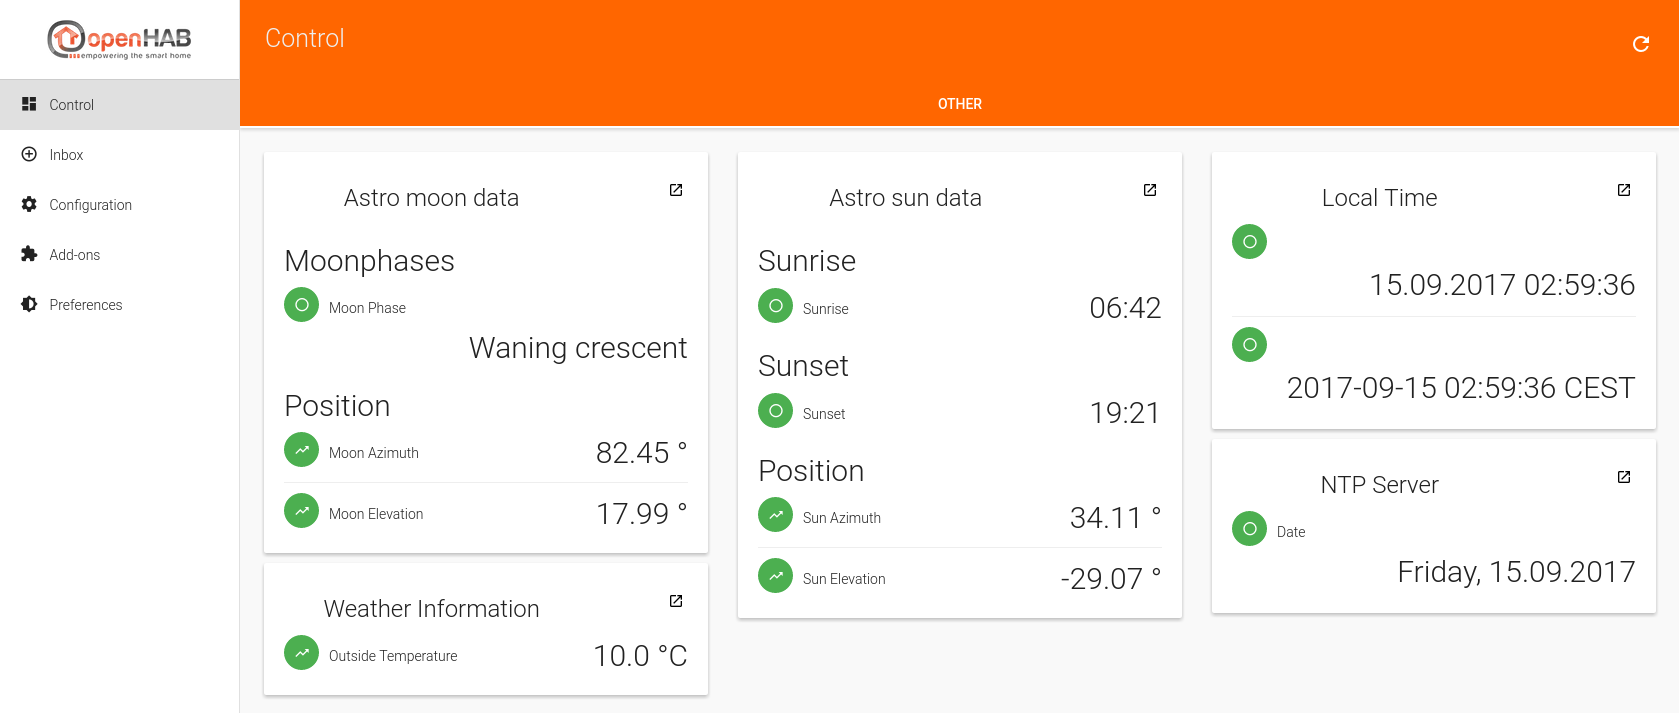 openHAB
empowering the smart home
Control
Inbox
Configuration
Add-ons
Preferences
Control
OTHER
Astro moon data
Moonphases
Moon Phase
Waning crescent
Position
Moon Azimuth 82.45 °
Moon Elevation 17.99 °
Weather Information
Outside Temperature 10.0 °C
Astro sun data
Sunrise
Sunrise 06:42
Sunset
Sunset 19:21
Position
Sun Azimuth 34.11 °
Sun Elevation -29.07 °
Local Time
15.09.2017 02:59:36
2017-09-15 02:59:36 CEST
NTP Server
Date
Friday, 15.09.2017